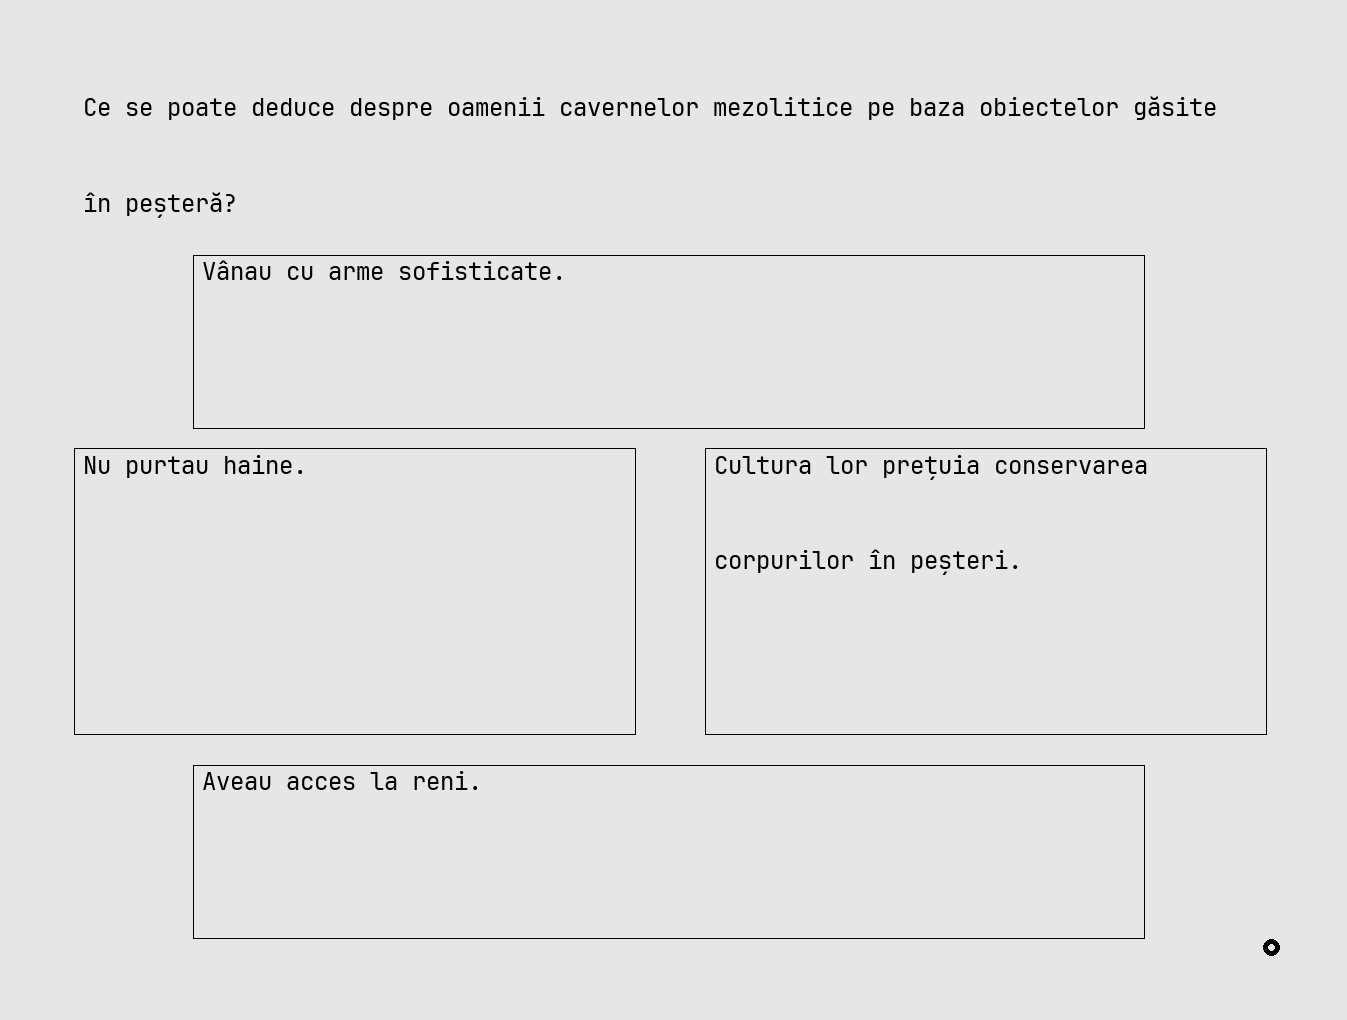 Ce se poate deduce despre oamenii cavernelor mezolitice pe baza obiectelor găsite
în peșteră?
Vânau cu arme sofisticate.
Nu purtau haine.
Cultura lor prețuia conservarea
corpurilor în peșteri.
Aveau acces la reni.